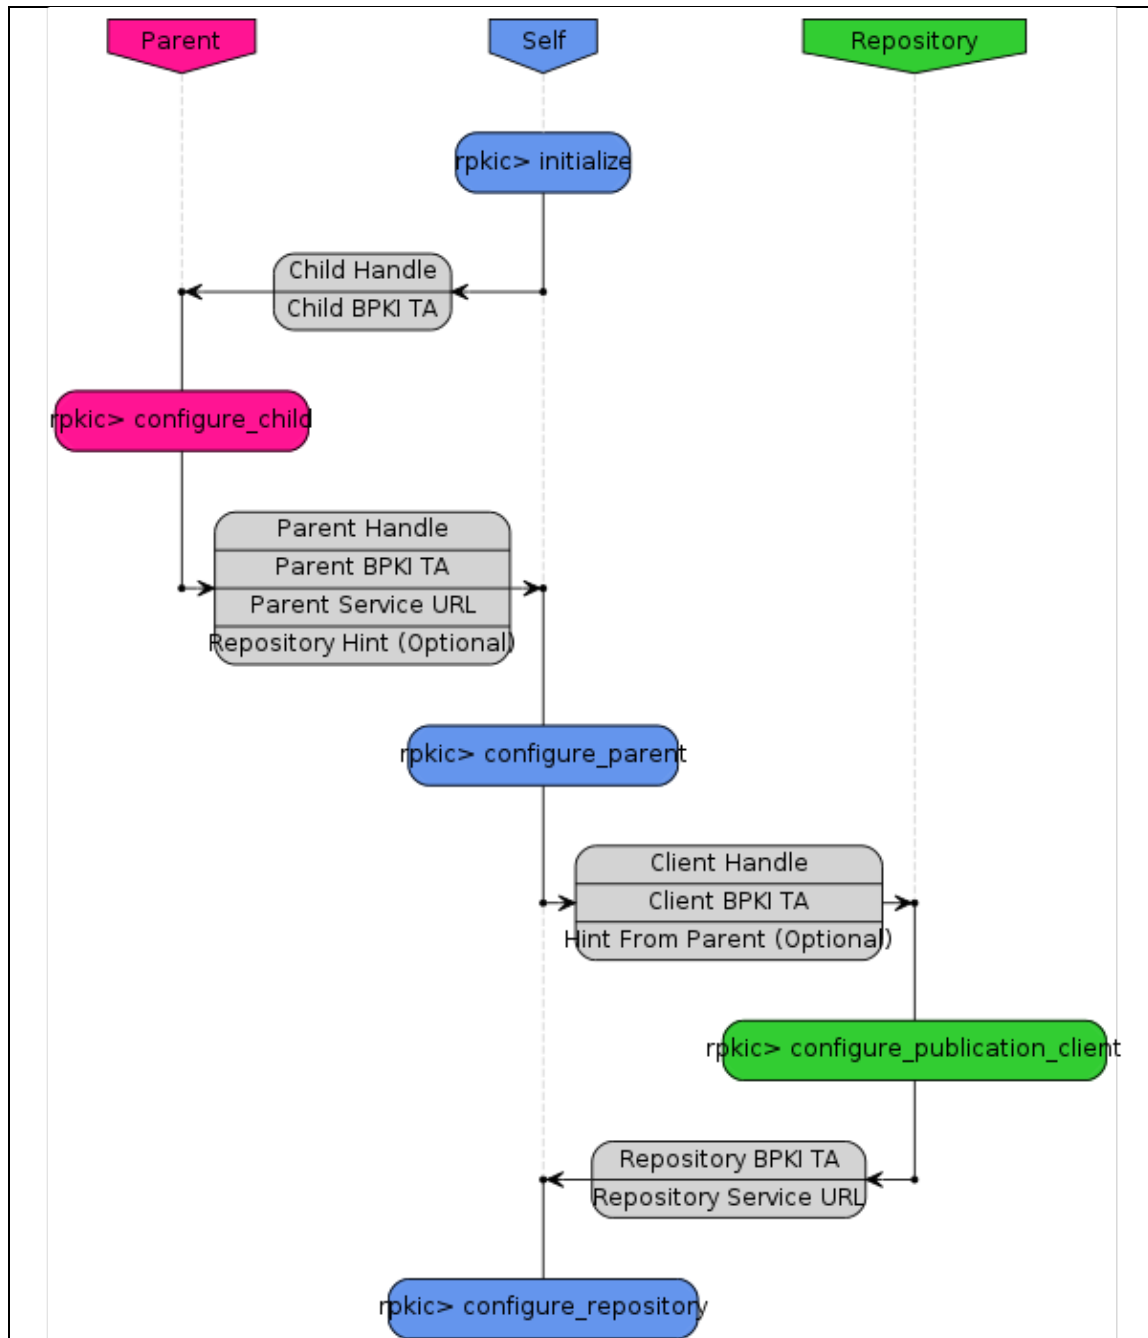 Parent
Self
Repository
rpkic> initialize
Child Handle
Child BPKI TA
rpkic> configure_child
Parent Handle
Parent BPKI TA
Parent Service URL
Repository Hint (Optional)
rpkic> configure_parent
Client Handle
Client BPKI TA
Hint From Parent (Optional)
rpkic> configure_publication_client
Repository BPKI TA
Repository Service URL
rpkic> configure_repository